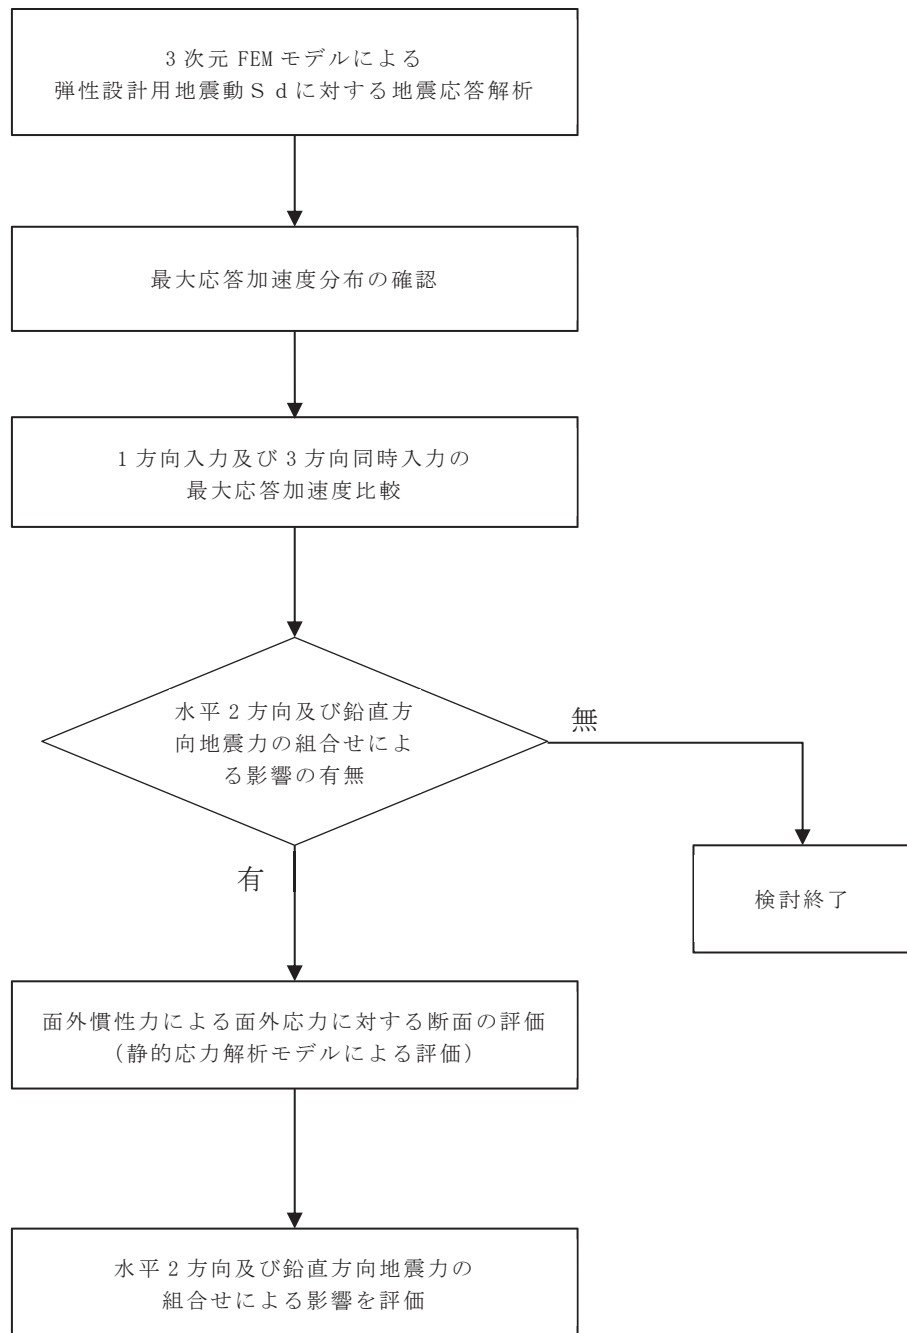 3次元FEMモデルによる
弾性設計用地震動Ｓｄに対する地震応答解析
最大応答加速度分布の確認
1方向入力及び3方向同時入力の
最大応答加速度比較
水平2方向及び鉛直方
向地震力の組合せによ
る影響の有無
無
有
検討終了
面外慣性力による面外応力に対する断面の評価
（静的応力解析モデルによる評価）
水平2方向及び鉛直方向地震力の
組合せによる影響を評価